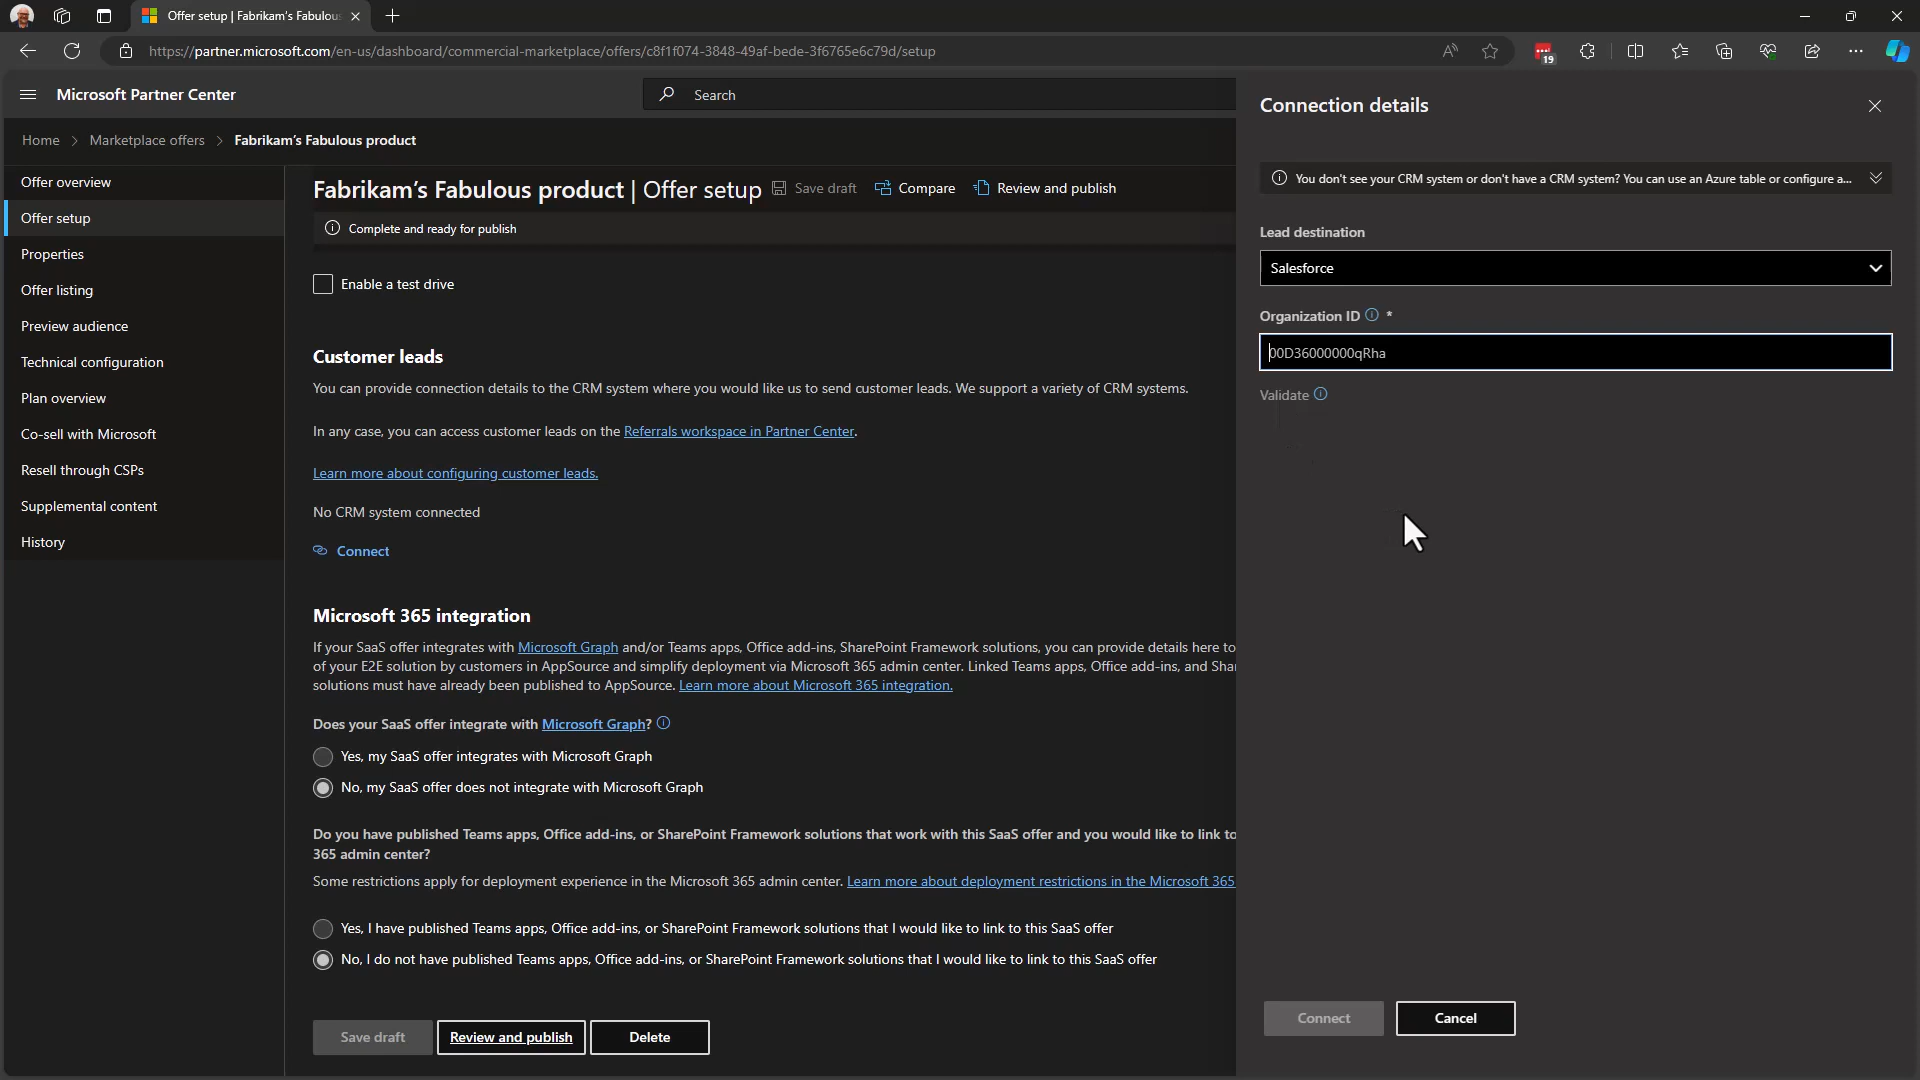 Offer setup | Fabrikam's Fabulous
https://partner.microsoft.com/en-us/dashboard/commercial-marketplace/offers/c8f1f074-3848-49af-bede-3f6765e6c79d/setup
19
Microsoft Partner Center
Search
Home > Marketplace offers > Fabrikam's Fabulous product
Offer overview
Offer setup
Properties
Offer listing
Preview audience
Technical configuration
Plan overview
Co-sell with Microsoft
Resell through CSPs
Supplemental content
History
Fabrikam's Fabulous product | Offer setup
Save draft
Compare
Review and publish
Complete and ready for publish
Enable a test drive
Customer leads
You can provide connection details to the CRM system where you would like us to send customer leads. We support a variety of CRM systems.
In any case, you can access customer leads on the Referrals workspace in Partner Center.
Learn more about configuring customer leads.
No CRM system connected
Connect
Microsoft 365 integration
If your SaaS offer integrates with Microsoft Graph and/or Teams apps, Office add-ins, SharePoint Framework solutions, you can provide details here to
of your E2E solution by customers in AppSource and simplify deployment via Microsoft 365 admin center. Linked Teams apps, Office add-ins, and Shar
solutions must have already been published to AppSource. Learn more about Microsoft 365 integration.
Does your SaaS offer integrate with Microsoft Graph?
Yes, my SaaS offer integrates with Microsoft Graph
No, my SaaS offer does not integrate with Microsoft Graph
Do you have published Teams apps, Office add-ins, or SharePoint Framework solutions that work with this SaaS offer and you would like to link to
365 admin center?
Some restrictions apply for deployment experience in the Microsoft 365 admin center. Learn more about deployment restrictions in the Microsoft 365
Yes, I have published Teams apps, Office add-ins, or SharePoint Framework solutions that I would like to link to this SaaS offer
No, I do not have published Teams apps, Office add-ins, or SharePoint Framework solutions that I would like to link to this SaaS offer
Save draft
Review and publish
Delete
Connection details
You don't see your CRM system or don't have a CRM system? You can use an Azure table or configure a...
Lead destination
Salesforce
Organization ID *
00D36000000qRha
Validate
Connect
Cancel